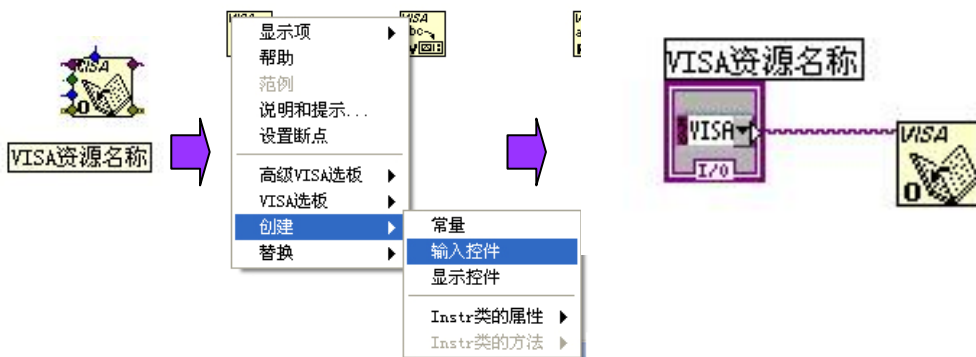 VISA
0
VISA资源名称
VISA
VISA
bc
显示项
帮助
范例
说明和提示...
设置断点
高级VISA选板
VISA选板
创建
替换
常量
输入控件
显示控件
Instr类的属性
Instr类的方法
VISA资源名称
VISA
I/O
VISA
0